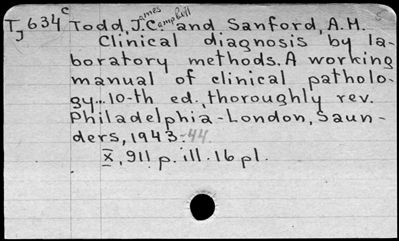 TJ634c Todd, J.James C.Campbell and Sanford, A.H.
Clinical diagnosis by la-
boratory methods. A working
manual of clinical patholo-
gy... 10-th ed., thoroughly rev.
Philadelphia-London, Saun-
ders, 1943-44.
X, 911 p. ill. 16 pl.